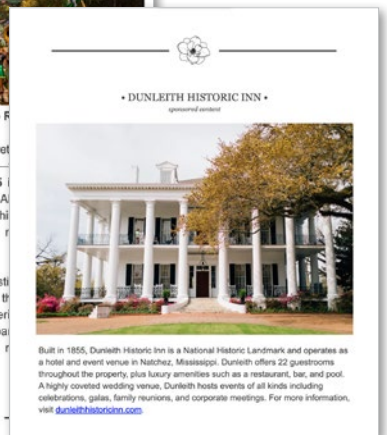 • DUNLEITH HISTORIC INN •
sponsored content
Built in 1855, Dunleith Historic Inn is a National Historic Landmark and operates as
a hotel and event venue in Natchez, Mississippi. Dunleith offers 22 guestrooms
throughout the property, plus luxury amenities such as a restaurant, bar, and pool.
A highly coveted wedding venue, Dunleith hosts events of all kinds including
celebrations, galas, family reunions, and corporate meetings. For more information,
visit dunleithhistoricinn.com.